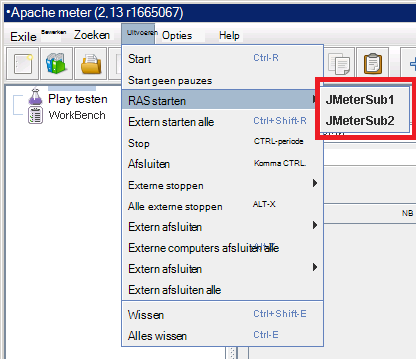 •Apache meter (2,13 r1665067)
Exile Bewerken Zoeken Uitvoeren Opties Help
Start Ctrl-R
Start geen pauzes
Play testen
RAS starten
JMeterSub1
WorkBench
Extern starten alle Ctrl+Shift-R
JMeterSub2
Stop CTRL-periode
Afsluiten Komma CTRL.
Externe stoppen
Alle externe stoppen ALT-X
NB
Extern afsluiten
Externe computers afsluiten alle
Extern afsluiten
Extern afsluiten alle
Wissen Ctrl+Shift-E
Alles wissen Ctrl-E